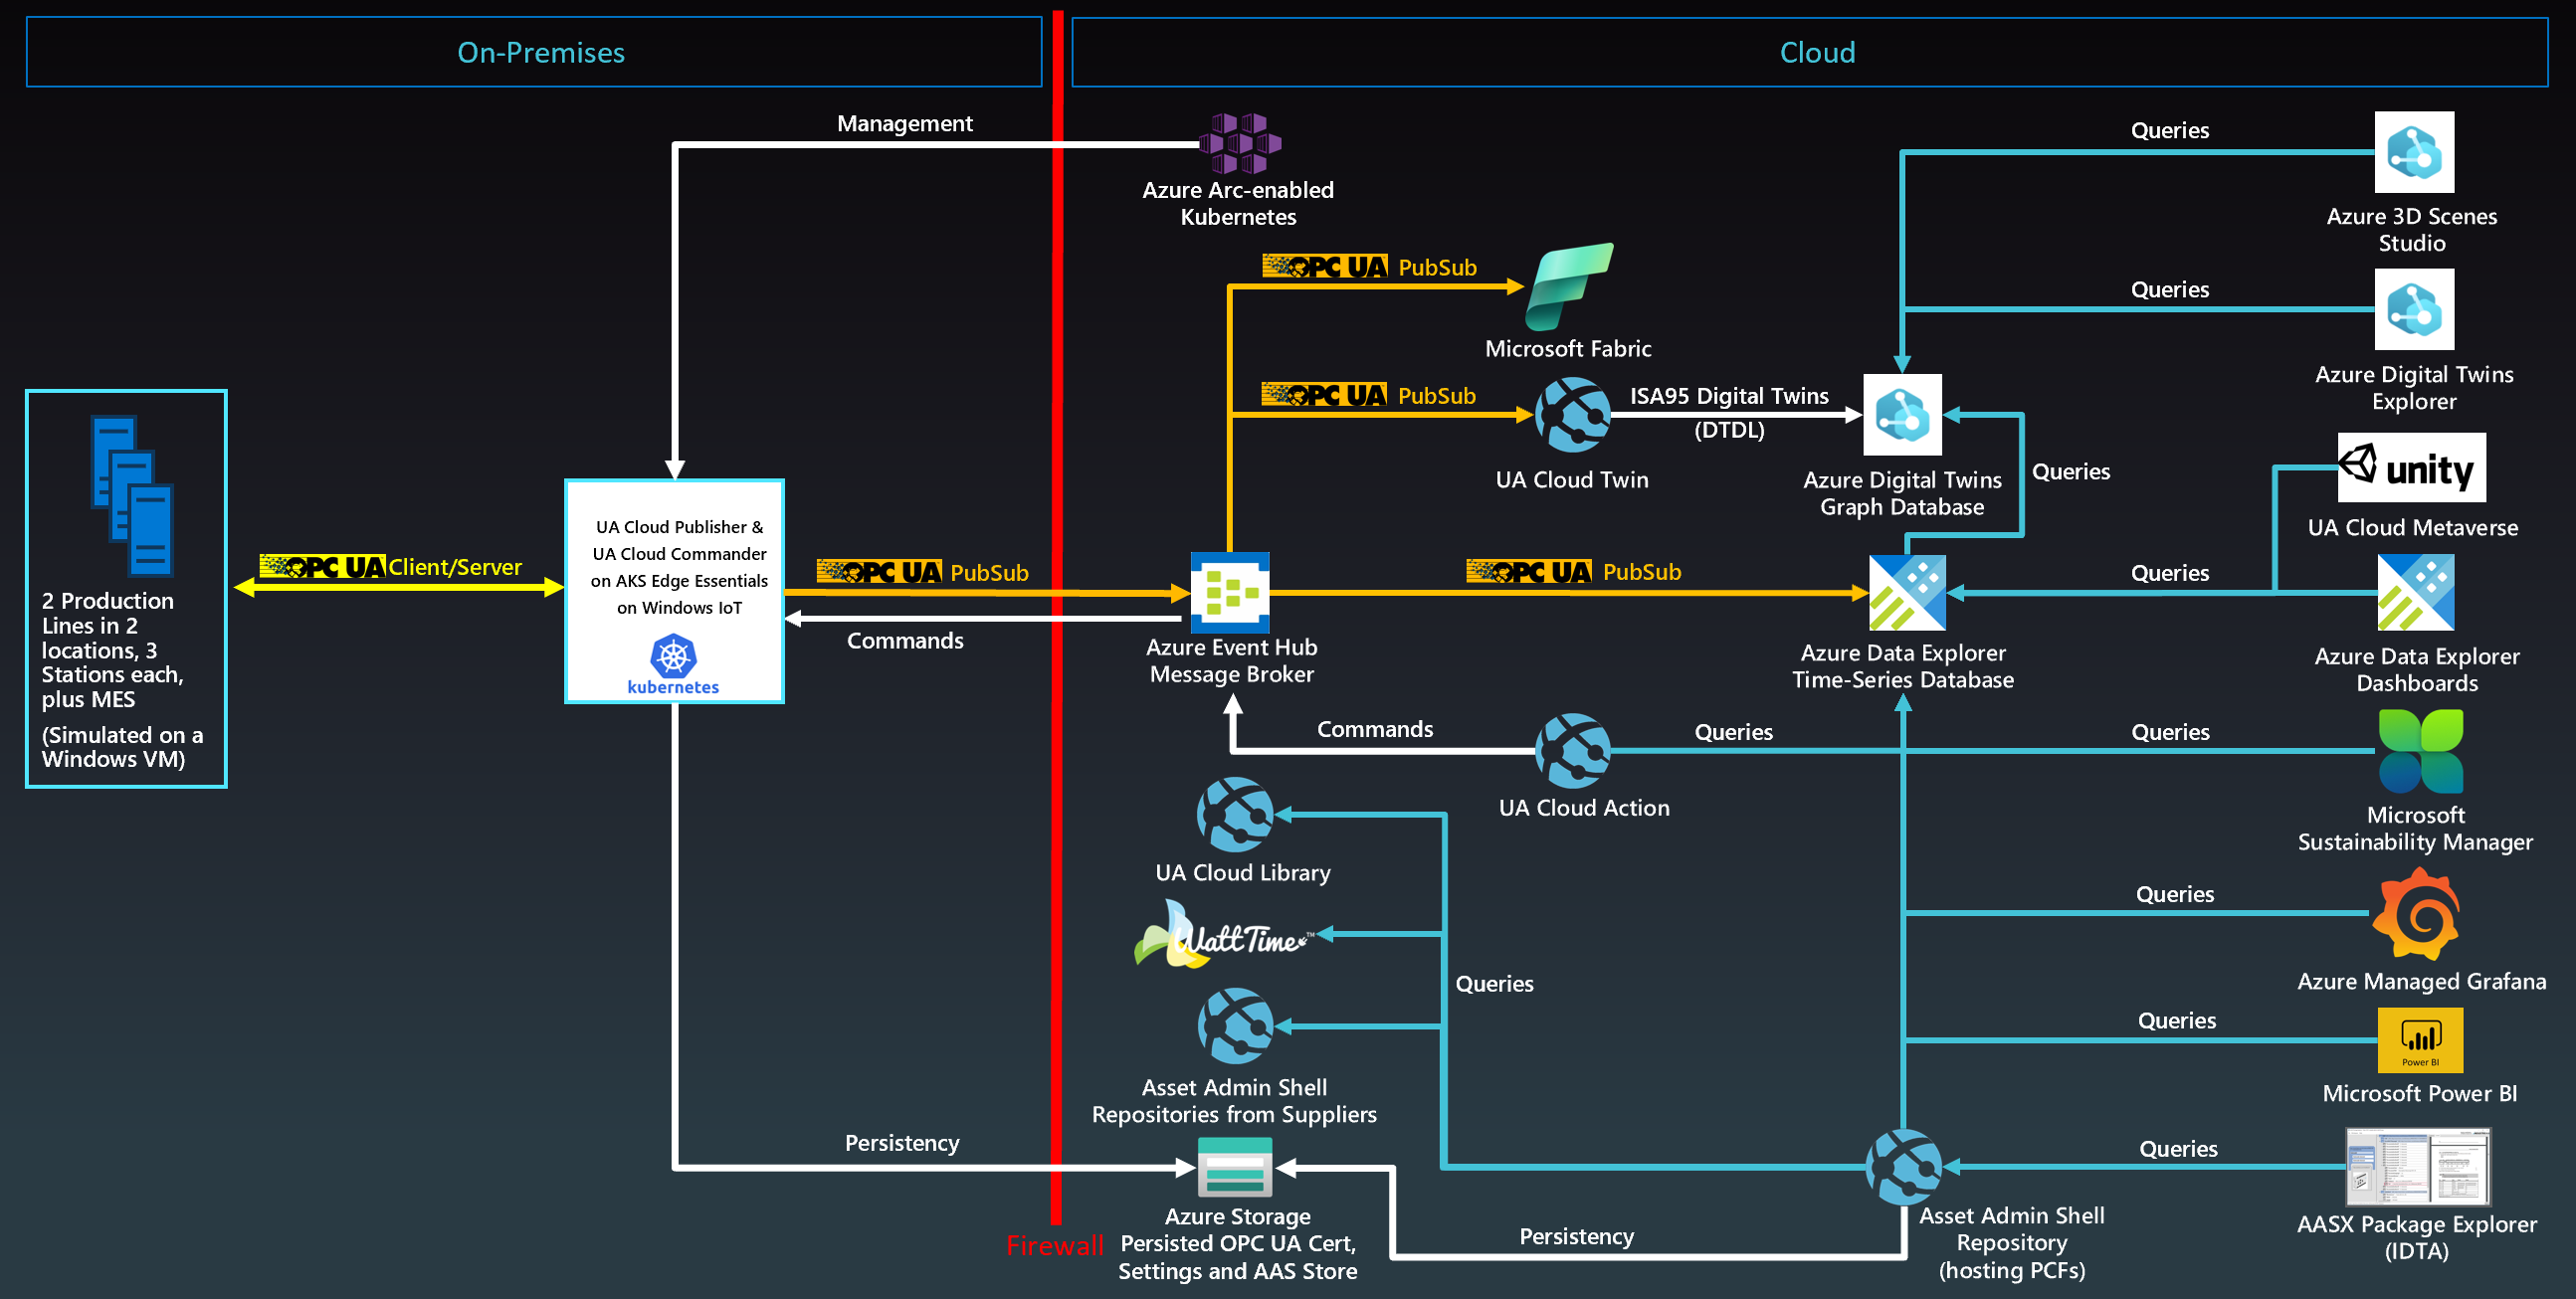 On-Premises
Cloud
Management
Azure Arc-enabled
Kubernetes
Queries
Azure 3D Scenes
Studio
OPC UA PubSub
Microsoft Fabric
Queries
Azure Digital Twins
Explorer
OPC UA PubSub
UA Cloud Twin
ISA95 Digital Twins
(DTDL)
Azure Digital Twins
Graph Database
Queries
unity
UA Cloud Metaverse
2 Production
Lines in 2
locations, 3
Stations each,
plus MES
(Simulated on a
Windows VM)
OPC UA Client/Server
UA Cloud Publisher &
UA Cloud Commander
on AKS Edge Essentials
on Windows IoT
kubernetes
OPC UA PubSub
Commands
Azure Event Hub
Message Broker
OPC UA PubSub
Azure Data Explorer
Time-Series Database
Queries
Azure Data Explorer
Dashboards
Commands
UA Cloud Action
Queries
Queries
Microsoft
Sustainability Manager
UA Cloud Library
WattTime™
Queries
Asset Admin Shell
Repositories from Suppliers
Queries
Azure Managed Grafana
Queries
Power BI
Microsoft Power BI
Persistency
Firewall
Azure Storage
Persisted OPC UA Cert,
Settings and AAS Store
Persistency
Asset Admin Shell
Repository
(hosting PCFs)
Queries
AASX Package Explorer
(IDTA)